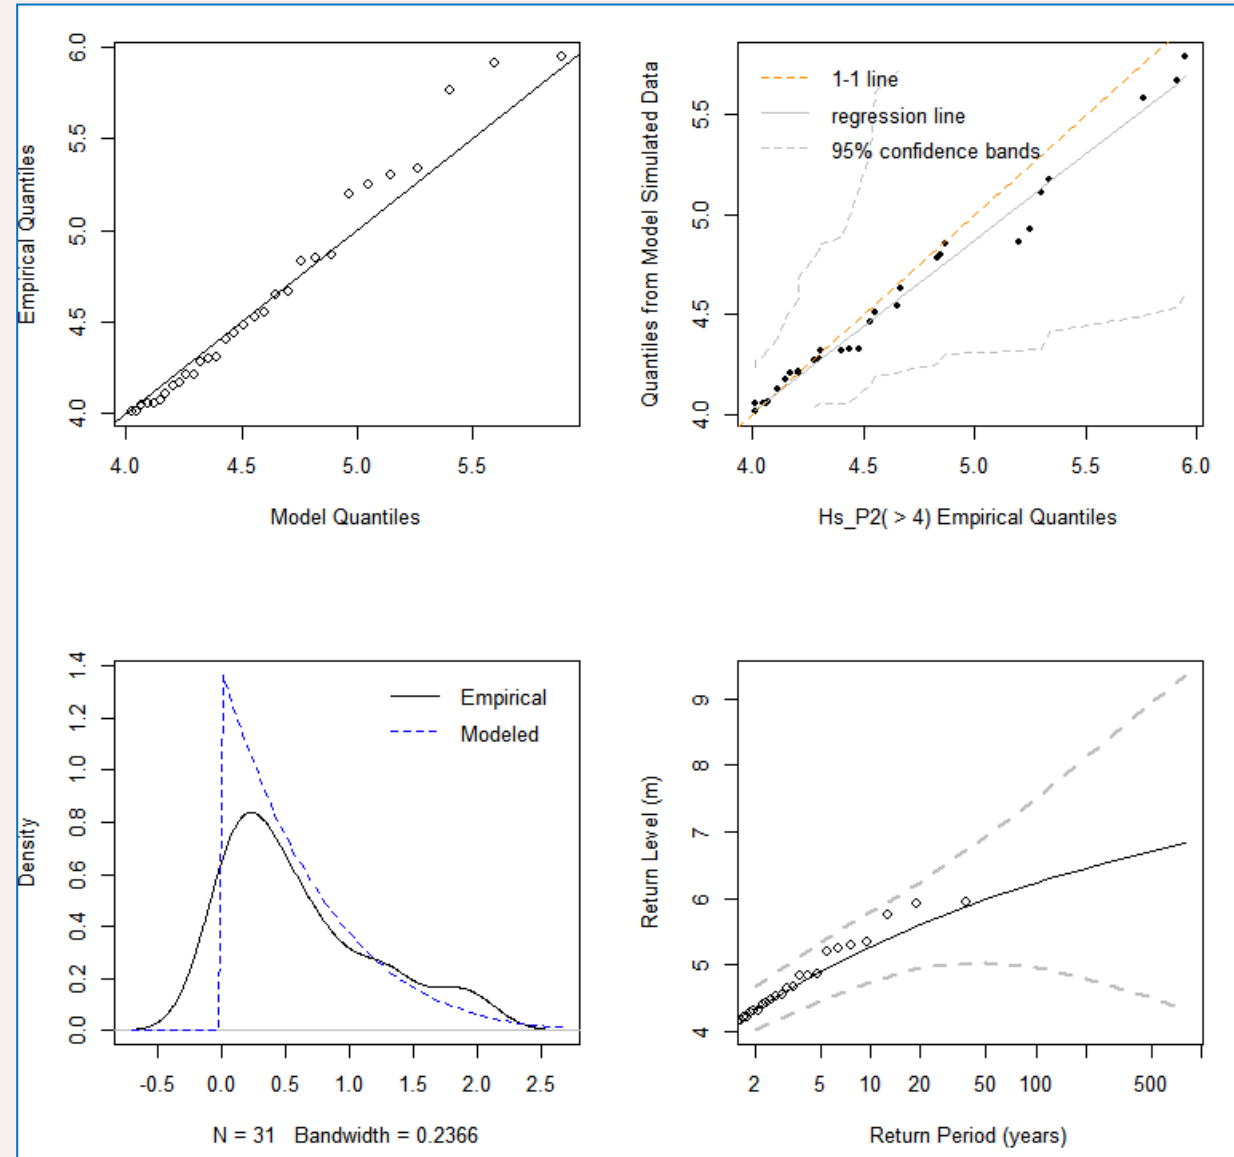 Empirical Quantiles
6.0
5.5
5.0
4.5
4.0
4.0 4.5 5.0 5.5
Model Quantiles
Quantiles from Model Simulated Data
1-1 line
regression line
95% confidence bands
5.5
5.0
4.5
4.0
4.0 4.5 5.0 5.5 6.0
Hs_P2( > 4) Empirical Quantiles
Density
1.4
1.2
1.0
0.8
0.6
0.4
0.2
0.0
Empirical
Modeled
-0.5 0.0 0.5 1.0 1.5 2.0 2.5
N = 31 Bandwidth = 0.2366
Return Level (m)
9
8
7
6
5
4
2 5 10 20 50 100 500
Return Period (years)